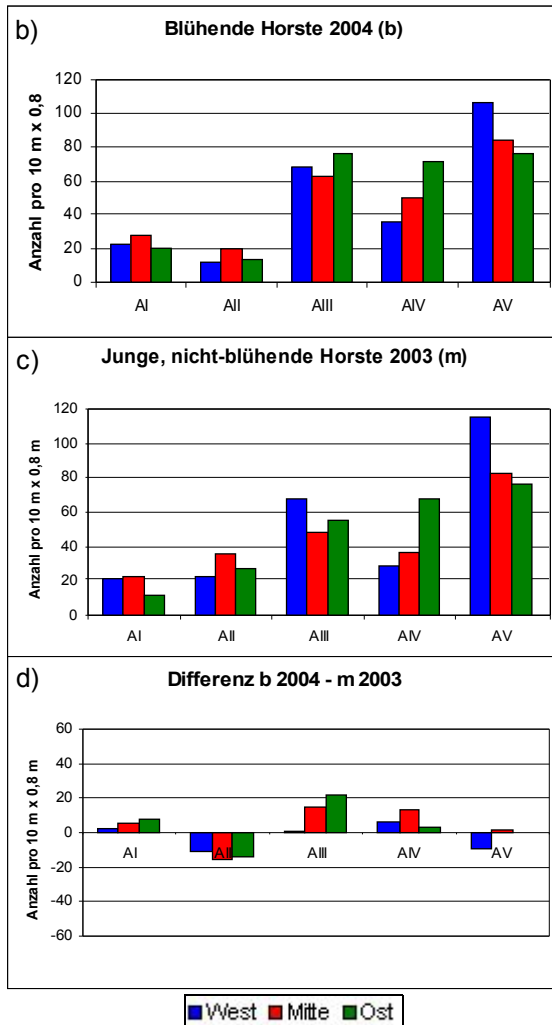 b)
Blühende Horste 2004 (b)
Anzahl pro 10 m x 0,8
120
100
80
60
40
20
0
AI AII AIII AIV AV
c)
Junge, nicht-blühende Horste 2003 (m)
Anzahl pro 10 m x 0,8 m
120
100
80
60
40
20
0
AI AII AIII AIV AV
d)
Differenz b 2004 - m 2003
Anzahl pro 10 m x 0,8 m
60
40
20
0
-20
-40
-60
AI AII AIII AIV AV
West Mitte Ost